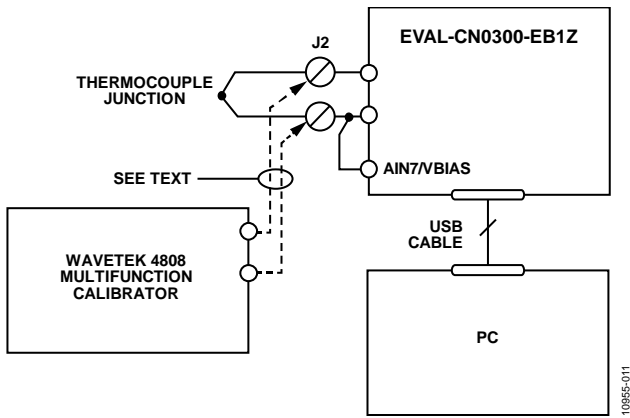 J2
EVAL-CN0300-EB1Z
THERMOCOUPLE
JUNCTION
AIN7/VBIAS
SEE TEXT
USB
CABLE
WAVETEK 4808
MULTIFUNCTION
CALIBRATOR
PC
10955-011